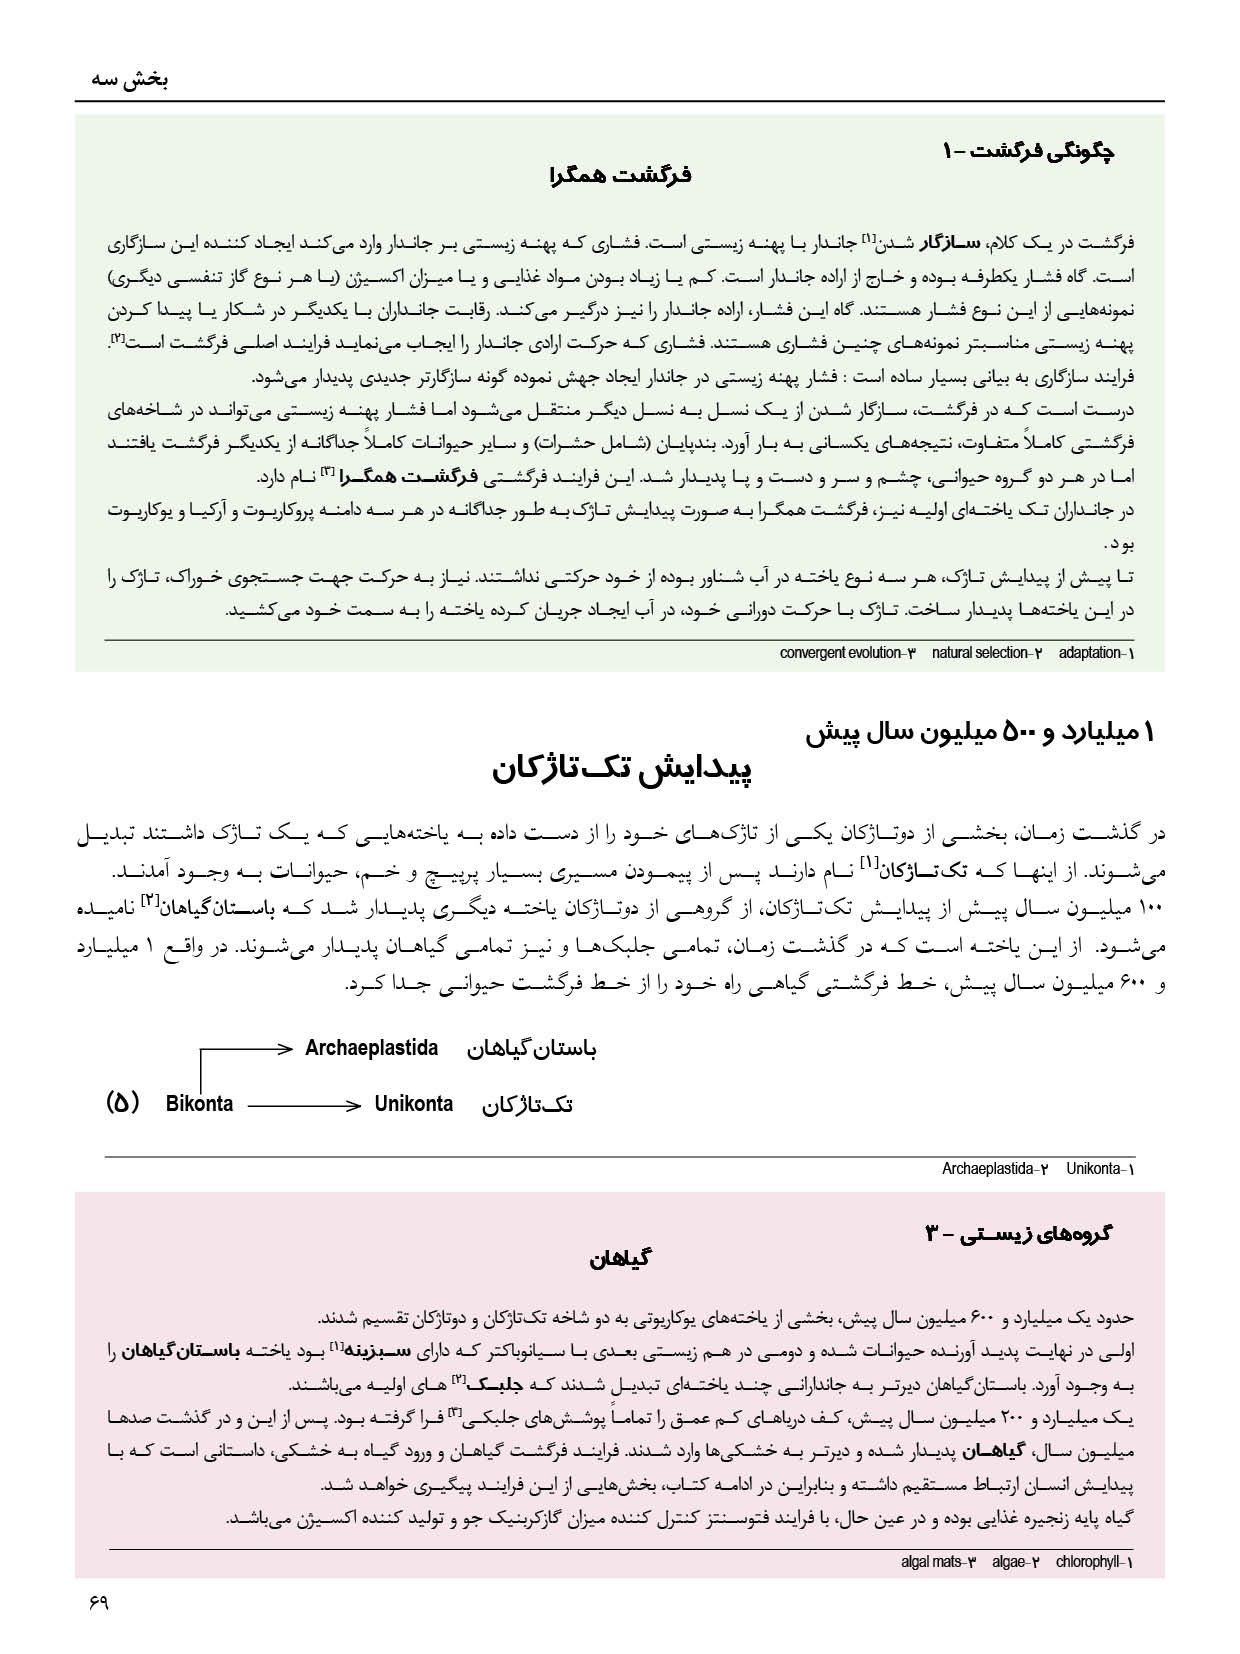 بخش سه
چگونگی فرگشت -۱
فرگشت همگرا
فرگشت در یک کلام، سازگار شدن[۱] جاندار با پهنه زیستی است. فشاری که پهنه زیستی بر جاندار وارد می‌کند ایجاد کننده این سازگاری
است. گاه فشار یکطرفه بوده و خارج از اراده جاندار است. کم یا زیاد بودن مواد غذایی و یا میزان اکسیژن (یا هر نوع گاز تنفسی دیگری)
نمونه‌هایی از این نوع فشار هستند. گاه این فشار، اراده جاندار را نیز درگیر می‌کند. رقابت جانداران با یکدیگر در شکار یا پیدا کردن
پهنه زیستی مناسبتر نمونه‌های چنین فشاری هستند. فشاری که حرکت ارادی جاندار را ایجاب می‌نماید فرایند اصلی فرگشت است[۲].
فرایند سازگاری به بیانی بسیار ساده است : فشار پهنه زیستی در جاندار ایجاد جهش نموده گونه سازگارتر جدیدی پدیدار می‌شود.
درست است که در فرگشت، سازگار شدن از یک نسل به نسل دیگر منتقل می‌شود اما فشار پهنه زیستی می‌تواند در شاخه‌های
فرگشتی کاملاً متفاوت، نتیجه‌های یکسانی به بار آورد. بندپایان (شامل حشرات) و سایر حیوانات کاملاً جداگانه از یکدیگر فرگشت یافتند
اما در هر دو گروه حیوانی، چشم و سر و دست و پا پدیدار شد. این فرایند فرگشتی فرگشت همگرا [۳] نام دارد.
در جانداران تک یاخته‌ای اولیه نیز، فرگشت همگرا به صورت پیدایش تاژک به طور جداگانه در هر سه دامنه پروکاریوت و آرکیا و یوکاریوت
بود.
تا پیش از پیدایش تاژک، هر سه نوع یاخته در آب شناور بوده از خود حرکتی نداشتند. نیاز به حرکت جهت جستجوی خوراک، تاژک را
در این یاخته‌ها پدیدار ساخت. تاژک با حرکت دورانی خود، در آب ایجاد جریان کرده یاخته را به سمت خود می‌کشید.
۱-adaptation ۲-natural selection ۳-convergent evolution
۱ میلیارد و ۵۰۰ میلیون سال پیش
پیدایش تک‌تاژکان
در گذشت زمان، بخشی از دوتاژکان یکی از تاژک‌های خود را از دست داده به یاخته‌هایی که یک تاژک داشتند تبدیل
می‌شوند. از اینها که تک‌تاژکان[۱] نام دارند پس از پیمودن مسیری بسیار پرپیچ و خم، حیوانات به وجود آمدند.
۱۰۰ میلیون سال پیش از پیدایش تک‌تاژکان، از گروهی از دوتاژکان یاخته دیگری پدیدار شد که باستان‌گیاهان[۲] نامیده
می‌شود. از این یاخته است که در گذشت زمان، تمامی جلبک‌ها و نیز تمامی گیاهان پدیدار می‌شوند. در واقع ۱ میلیارد
و ۶۰۰ میلیون سال پیش، خط فرگشتی گیاهی راه خود را از خط فرگشت حیوانی جدا کرد.
Archaeplastida باستان‌گیاهان
(۵) Bikonta Unikonta تک‌تاژکان
۱-Unikonta ۲-Archaeplastida
گروه‌های زیستی - ۳
گیاهان
حدود یک میلیارد و ۶۰۰ میلیون سال پیش، بخشی از یاخته‌های یوکاریوتی به دو شاخه تک‌تاژکان و دوتاژکان تقسیم شدند.
اولی در نهایت پدید آورنده حیوانات شده و دومی در هم زیستی بعدی با سیانوباکتر که دارای سبزینه[۱] بود یاخته باستان‌گیاهان را
به وجود آورد. باستان‌گیاهان دیرتر به جاندارانی چند یاخته‌ای تبدیل شدند که جلبک[۲] های اولیه می‌باشند.
یک میلیارد و ۲۰۰ میلیون سال پیش، کف دریاهای کم عمق را تماماً پوشش‌های جلبکی[۳] فرا گرفته بود. پس از این و در گذشت صدها
میلیون سال، گیاهان پدیدار شده و دیرتر به خشکی‌ها وارد شدند. فرایند فرگشت گیاهان و ورود گیاه به خشکی، داستانی است که با
پیدایش انسان ارتباط مستقیم داشته و بنابراین در ادامه کتاب، بخش‌هایی از این فرایند پیگیری خواهد شد.
گیاه پایه زنجیره غذایی بوده و در عین حال، با فرایند فتوسنتز کنترل کننده میزان گازکربنیک جو و تولید کننده اکسیژن می‌باشد.
۱-chlorophyll ۲-algae ۳-algal mats
۶۹